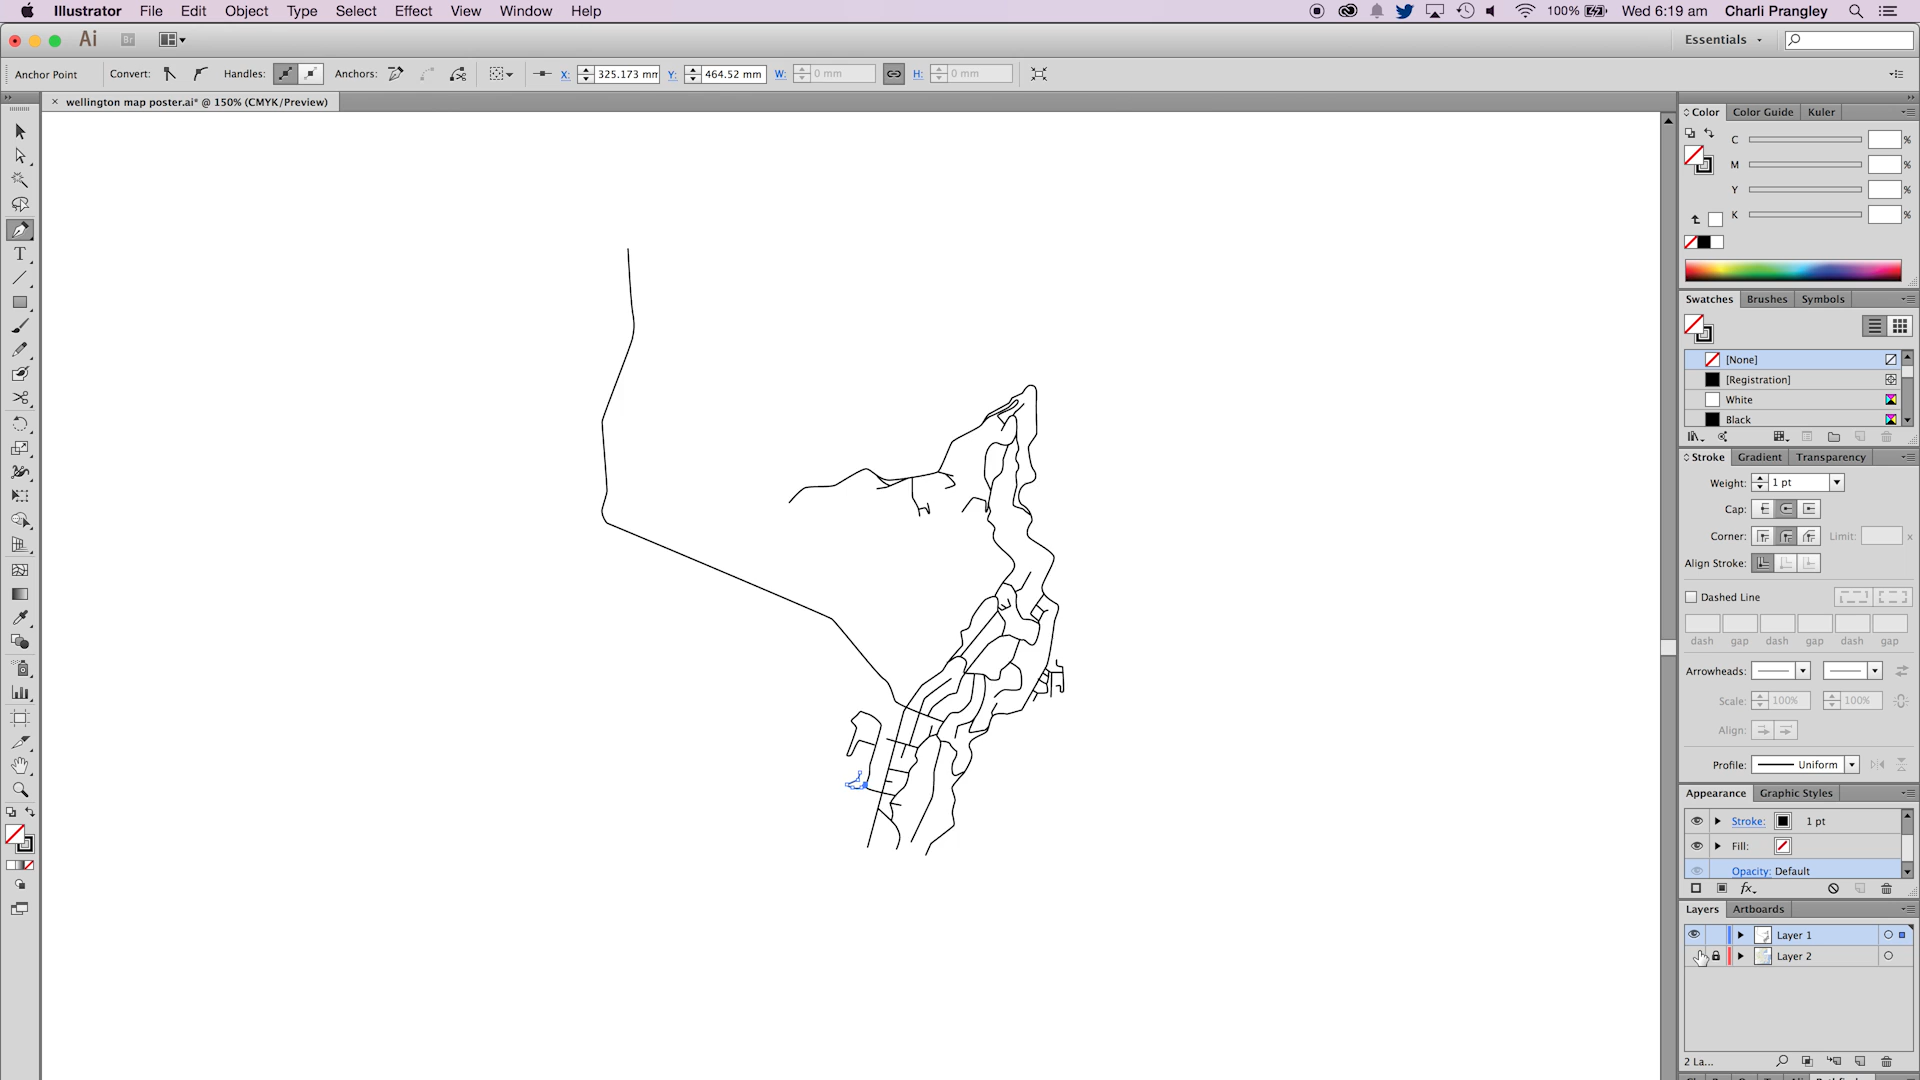 Illustrator File Edit Object Type Select Effect View Window Help 100% Wed 6:19 am Charli Prangley
Ai Br Essentials
Anchor Point Convert: Handles: Anchors: X: 325.173 mm Y: 464.52 mm W: 0 mm H: 0 mm
× wellington map poster.ai* @ 150% (CMYK/Preview)
Color Color Guide Kuler
C %
M %
Y %
K %
Swatches Brushes Symbols
[None]
[Registration]
White
Black
Stroke Gradient Transparency
Weight: 1 pt
Cap:
Corner: Limit: x
Align Stroke:
Dashed Line
dash gap dash gap dash gap
Arrowheads:
Scale: 100% 100%
Align:
Profile: Uniform
Appearance Graphic Styles
Stroke: 1 pt
Fill:
Opacity: Default
fx
Layers Artboards
Layer 1
Layer 2
2 La...